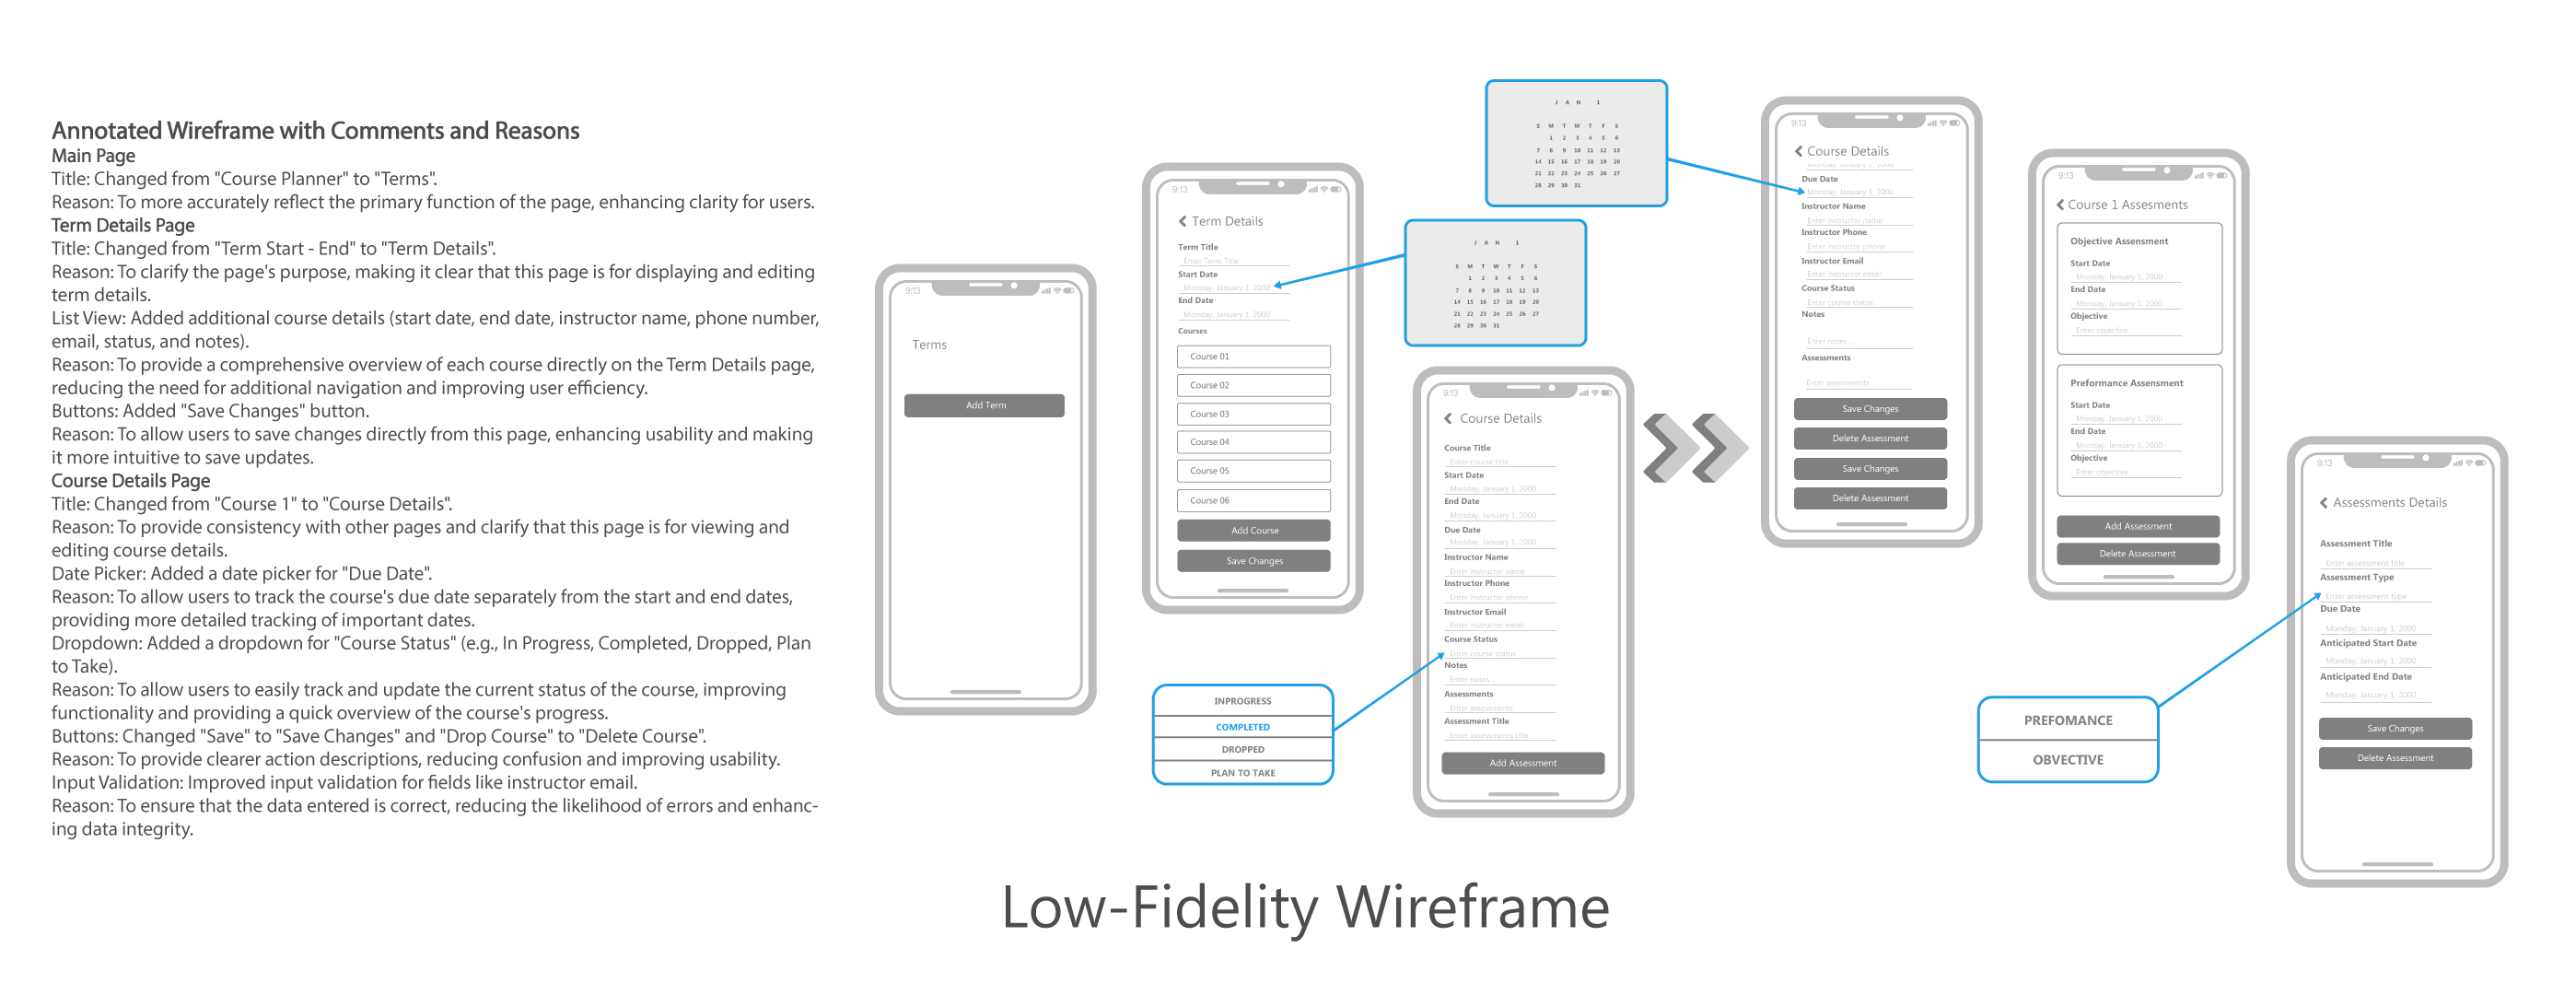 Annotated Wireframe with Comments and Reasons
Main Page
Title: Changed from "Course Planner" to "Terms".
Reason: To more accurately reflect the primary function of the page, enhancing clarity for users.
Term Details Page
Title: Changed from "Term Start - End" to "Term Details".
Reason: To clarify the page's purpose, making it clear that this page is for displaying and editing
term details.
List View: Added additional course details (start date, end date, instructor name, phone number,
email, status, and notes).
Reason: To provide a comprehensive overview of each course directly on the Term Details page,
reducing the need for additional navigation and improving user efficiency.
Buttons: Added "Save Changes" button.
Reason: To allow users to save changes directly from this page, enhancing usability and making
it more intuitive to save updates.
Course Details Page
Title: Changed from "Course 1" to "Course Details".
Reason: To provide consistency with other pages and clarify that this page is for viewing and
editing course details.
Date Picker: Added a date picker for "Due Date".
Reason: To allow users to track the course's due date separately from the start and end dates,
providing more detailed tracking of important dates.
Dropdown: Added a dropdown for "Course Status" (e.g., In Progress, Completed, Dropped, Plan
to Take).
Reason: To allow users to easily track and update the current status of the course, improving
functionality and providing a quick overview of the course's progress.
Buttons: Changed "Save" to "Save Changes" and "Drop Course" to "Delete Course".
Reason: To provide clearer action descriptions, reducing confusion and improving usability.
Input Validation: Improved input validation for fields like instructor email.
Reason: To ensure that the data entered is correct, reducing the likelihood of errors and enhanc-
ing data integrity.
9:13
Terms
Add Term
9:13
Term Details
Term Title
Enter Term Title
Start Date
Monday, January 1, 2000
End Date
Monday, January 1, 2000
Courses
Course 01
Course 02
Course 03
Course 04
Course 05
Course 06
Add Course
Save Changes
INPROGRESS
COMPLETED
DROPPED
PLAN TO TAKE
JAN 1
S M T W T F S
1 2 3 4 5 6
7 8 9 10 11 12 13
14 15 16 17 18 19 20
21 22 23 24 25 26 27
28 29 30 31
JAN 1
S M T W T F S
1 2 3 4 5 6
7 8 9 10 11 12 13
14 15 16 17 18 19 20
21 22 23 24 25 26 27
28 29 30 31
9:13
Course Details
Course Title
Enter course title
Start Date
Monday, January 1, 2000
End Date
Monday, January 1, 2000
Due Date
Monday, January 1, 2000
Instructor Name
Enter instructor name
Instructor Phone
Enter instructor phone
Instructor Email
Enter instructor email
Course Status
Enter course status
Notes
Enter notes ...
Assessments
Enter assessments
Assessment Title
Enter assessments title
Add Assessment
9:13
Course Details
Monday, January 1, 2000
Due Date
Monday, January 1, 2000
Instructor Name
Enter instructor name
Instructor Phone
Enter instructor phone
Instructor Email
Enter instructor email
Course Status
Enter course status
Notes
Enter notes ...
Assessments
Enter assessments
Save Changes
Delete Assessment
Save Changes
Delete Assessment
9:13
Course 1 Assesments
Objective Assensment
Start Date
Monday, January 1, 2000
End Date
Monday, January 1, 2000
Objective
Enter objective
Preformance Assensment
Start Date
Monday, January 1, 2000
End Date
Monday, January 1, 2000
Objective
Enter objective
Add Assessment
Delete Assessment
PREFOMANCE
OBVECTIVE
9:13
Assessments Details
Assessment Title
Enter assessment title
Assessment Type
Enter assessment type
Due Date
Monday, January 1, 2000
Anticipated Start Date
Monday, January 1, 2000
Anticipated End Date
Monday, January 1, 2000
Save Changes
Delete Assessment
Low-Fidelity Wireframe